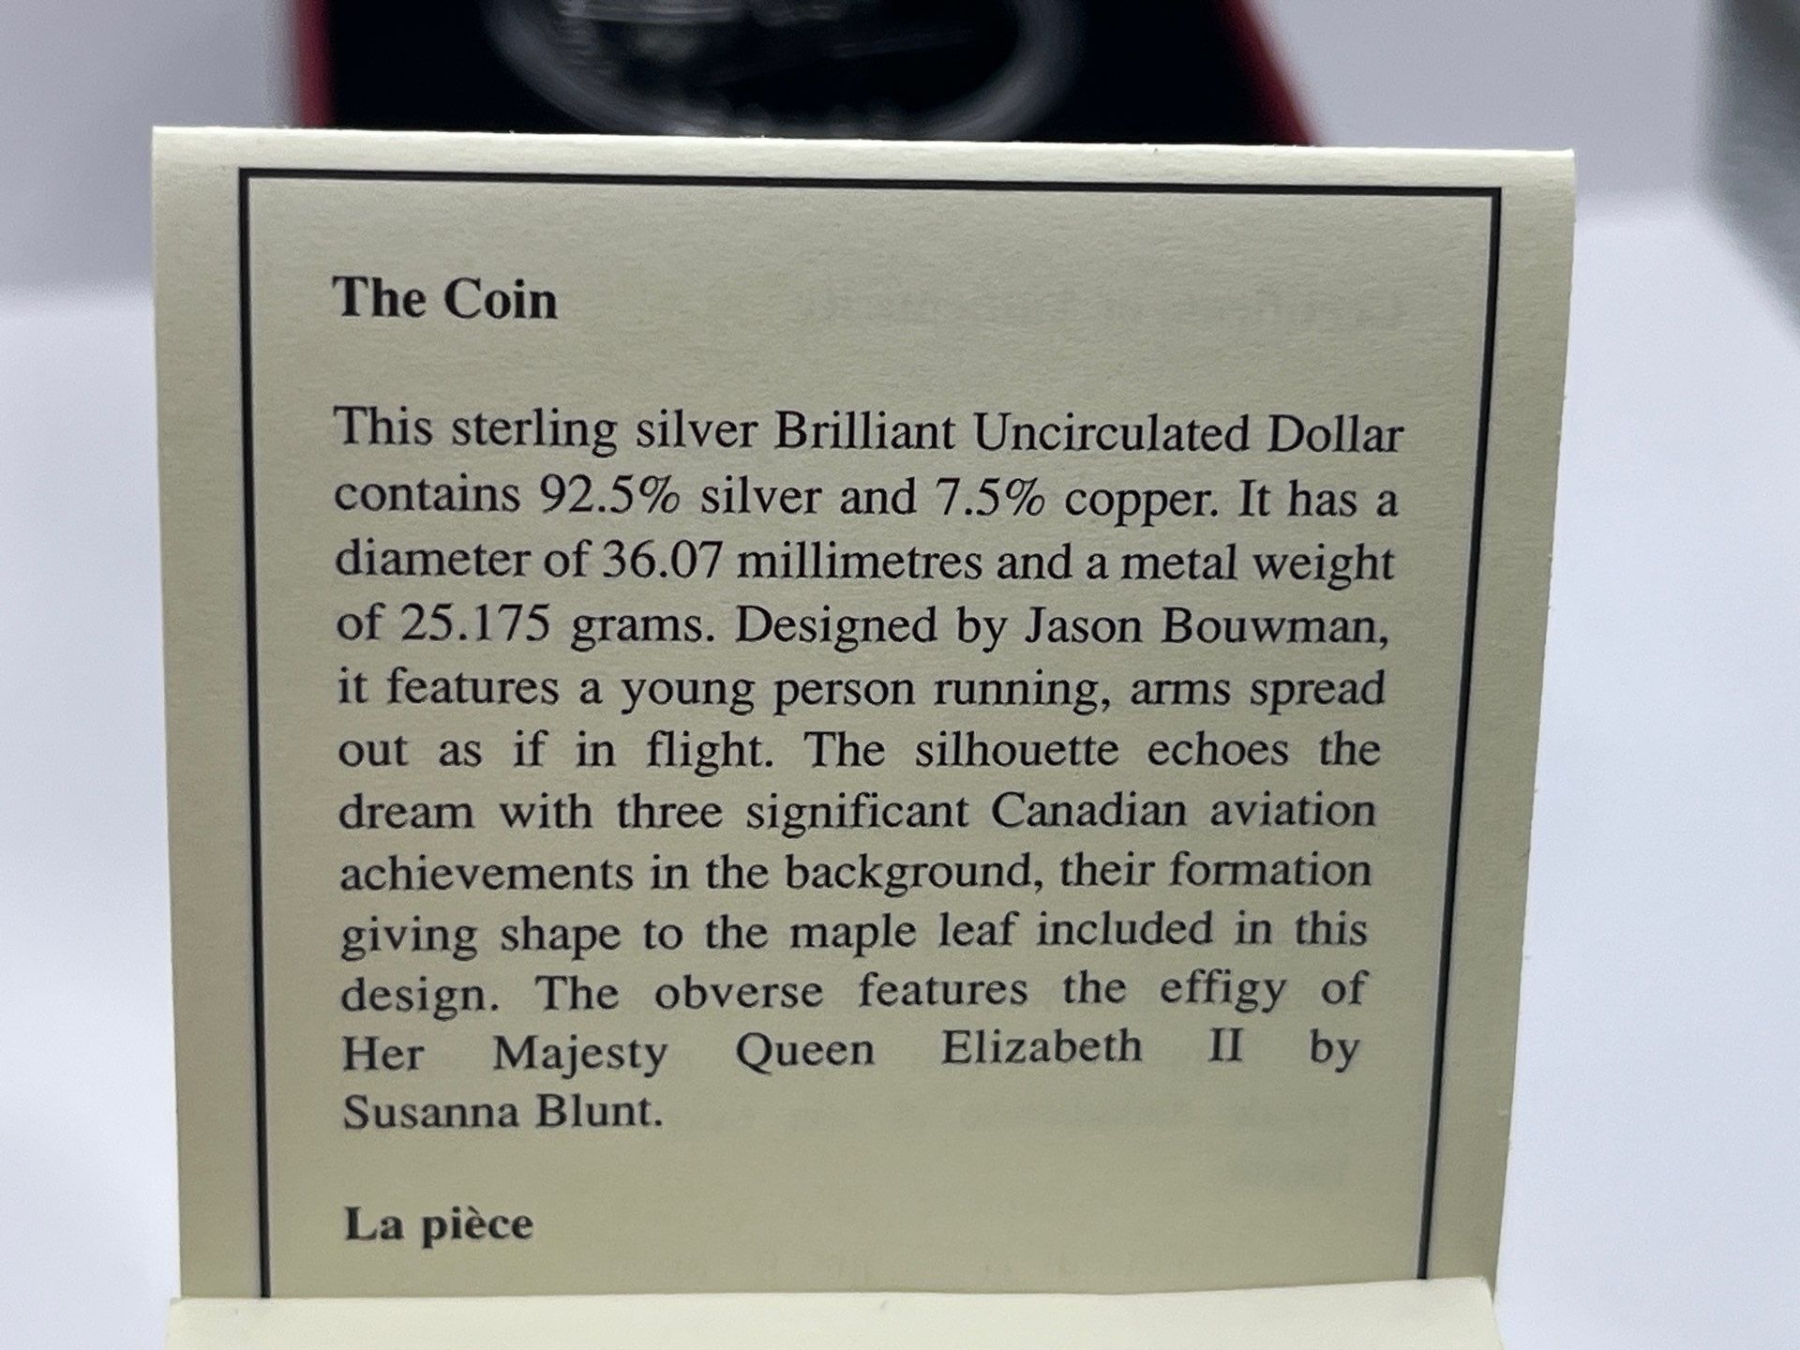 The Coin
This sterling silver Brilliant Uncirculated Dollar
contains 92.5% silver and 7.5% copper. It has a
diameter of 36.07 millimetres and a metal weight
of 25.175 grams. Designed by Jason Bouwman,
it features a young person running, arms spread
out as if in flight. The silhouette echoes the
dream with three significant Canadian aviation
achievements in the background, their formation
giving shape to the maple leaf included in this
design. The obverse features the effigy of
Her Majesty Queen Elizabeth II by
Susanna Blunt.
La pièce